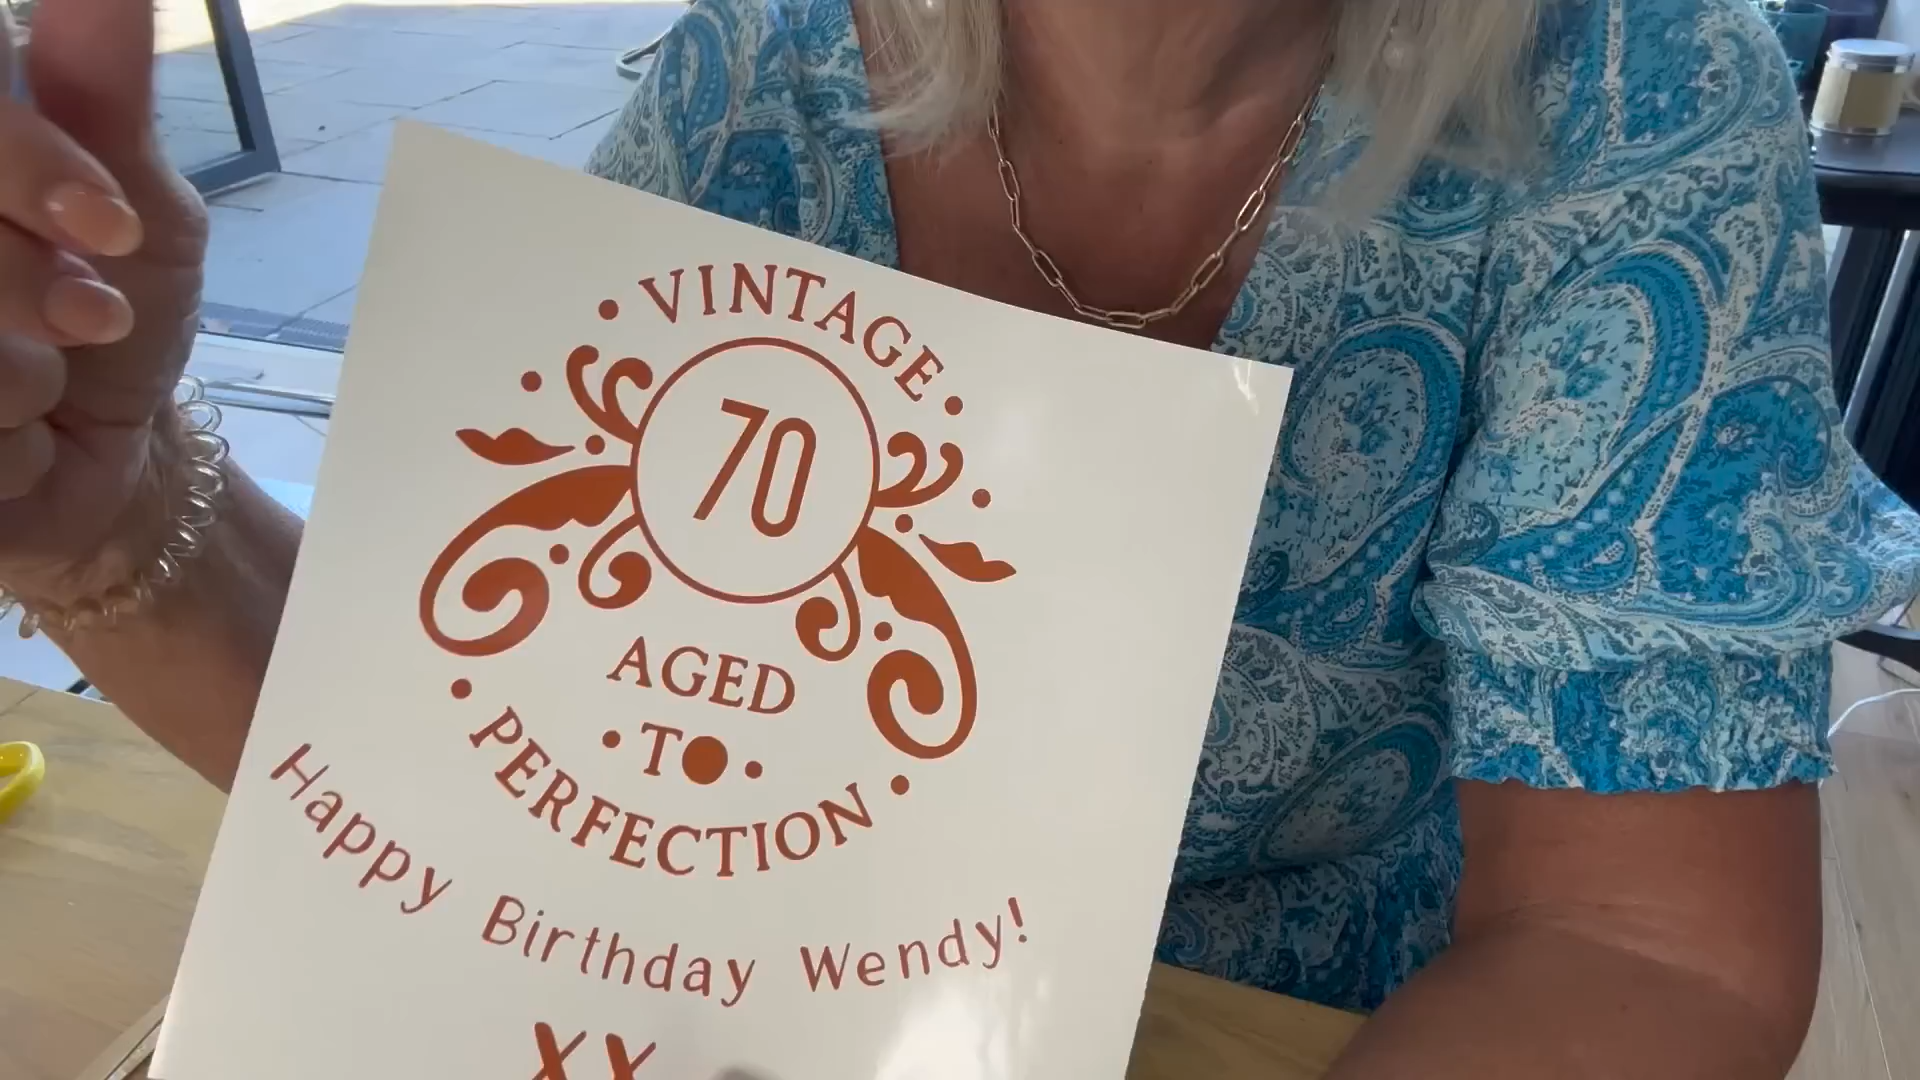 VINTAGE
70
AGED
• TO •
PERFECTION
Happy Birthday Wendy!
XX